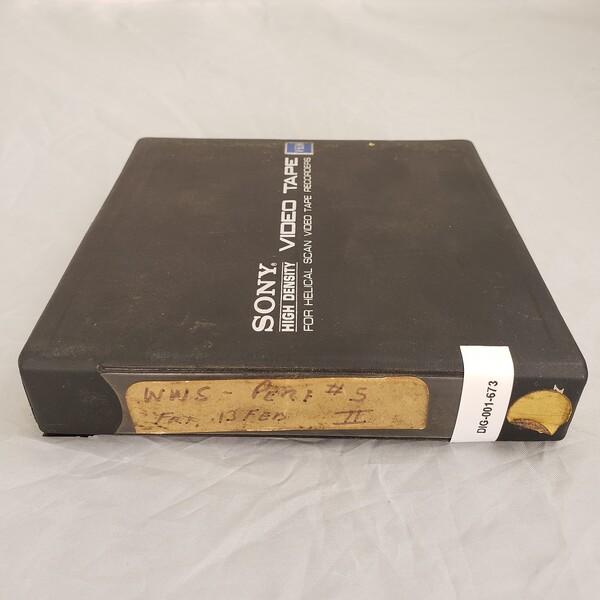 SONY®
HIGH DENSITY VIDEO TAPE
FOR HELICAL SCAN VIDEO TAPE RECORDERS
WWS - PERF #5
FRI. 13 FEB II
DIG-001-673